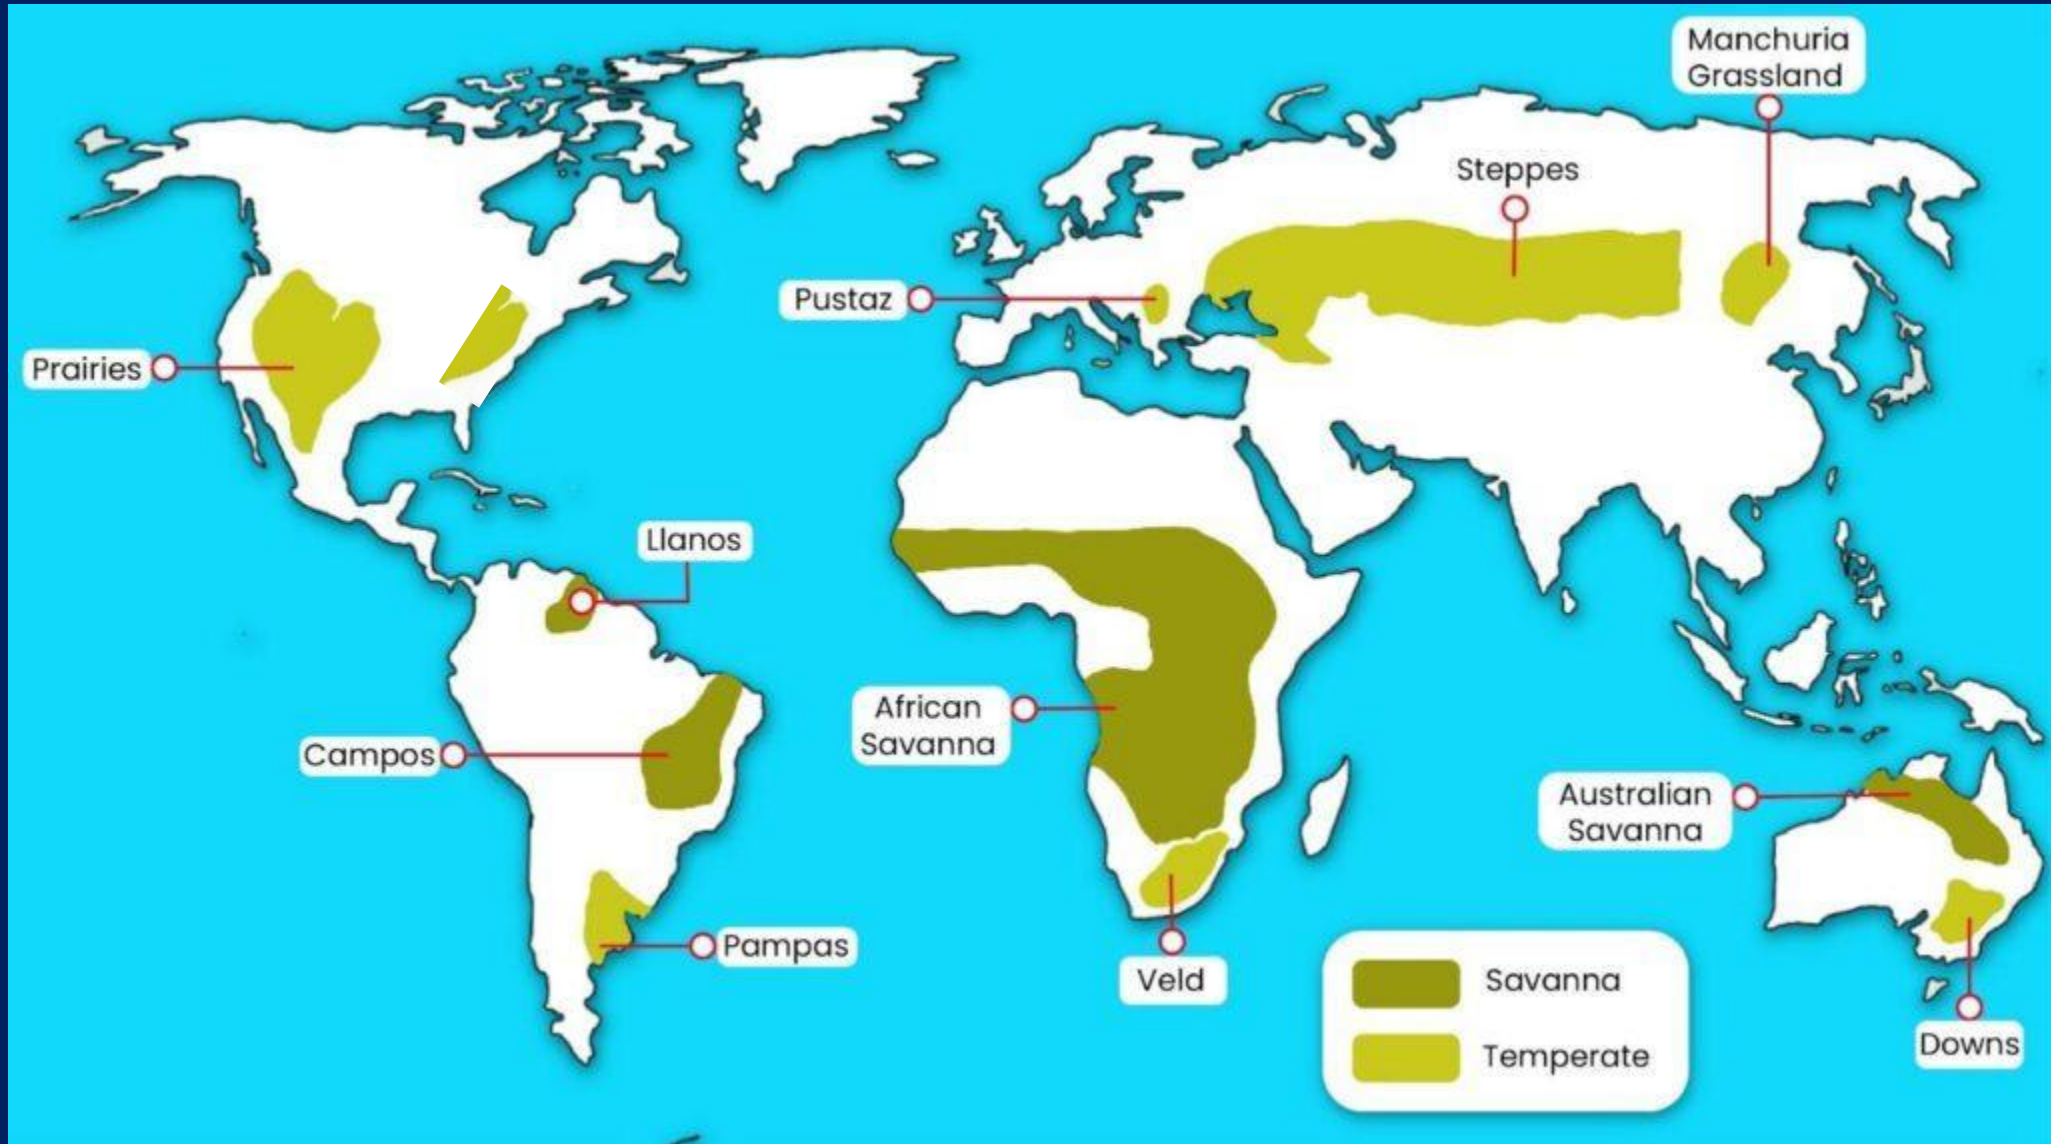 Manchuria
Grassland
Steppes
Pustaz
Prairies
Llanos
African
Savanna
Campos
Australian
Savanna
Pampas
Veld
Savanna
Temperate
Downs